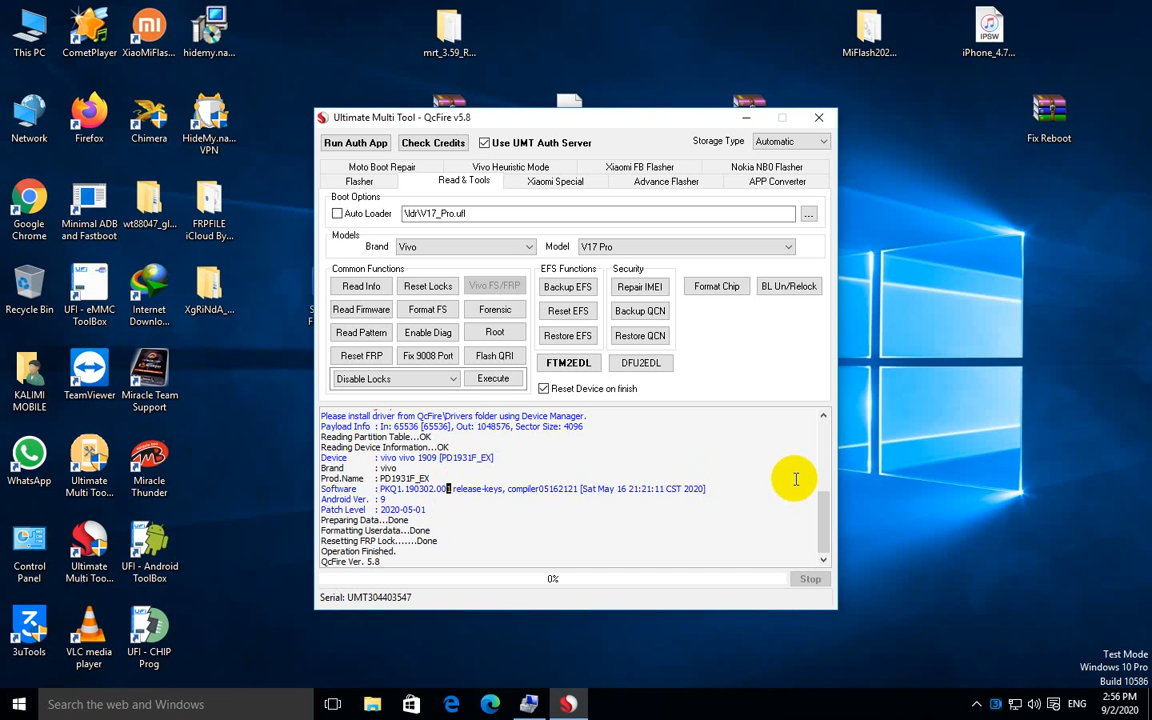 This PC
CometPlayer
XiaoMiFlas...
hidemy.na...
mrt_3.59_R...
MiFlash202...
iPhone_4.7...
IPSW
Network
Firefox
Chimera
HideMy.na...
VPN
Fix Reboot
Google
Chrome
Minimal ADB
and Fastboot
wt88047_gl...
FRPFILE
iCloud By...
Recycle Bin
UFI - eMMC
ToolBox
Internet
Downlo...
XgRiNdA_...
KALIMI
MOBILE
TeamViewer
Miracle Team
Support
WhatsApp
Ultimate
Multi Too...
Miracle
Thunder
Control
Panel
Ultimate
Multi Too...
UFI - Android
ToolBox
3uTools
VLC media
player
UFI - CHIP
Prog
Ultimate Multi Tool - QcFire v5.8
Run Auth App
Check Credits
Use UMT Auth Server
Storage Type
Automatic
Moto Boot Repair
Vivo Heuristic Mode
Xiaomi FB Flasher
Nokia NB0 Flasher
Flasher
Read & Tools
Xiaomi Special
Advance Flasher
APP Converter
Boot Options
Auto Loader
\ldr\V17_Pro.ufl
...
Models
Brand
Vivo
Model
V17 Pro
Common Functions
EFS Functions
Security
Read Info
Reset Locks
Vivo FS/FRP
Backup EFS
Repair IMEI
Format Chip
BL Un/Relock
Read Firmware
Format FS
Forensic
Reset EFS
Backup QCN
Read Pattern
Enable Diag
Root
Restore EFS
Restore QCN
Reset FRP
Fix 9008 Port
Flash QRI
FTM2EDL
DFU2EDL
Disable Locks
Execute
Reset Device on finish
Please install driver from QcFire\Drivers folder using Device Manager.
Payload Info : In: 65536 [65536], Out: 1048576, Sector Size: 4096
Reading Partition Table...OK
Reading Device Information...OK
Device : vivo vivo 1909 [PD1931F_EX]
Brand : vivo
Prod.Name : PD1931F_EX
Software : PKQ1.190302.001 release-keys, compiler05162121 [Sat May 16 21:21:11 CST 2020]
Android Ver. : 9
Patch Level : 2020-05-01
Preparing Data...Done
Formatting Userdata...Done
Resetting FRP Lock......Done
Operation Finished.
QcFire Ver. 5.8
0%
Stop
Serial: UMT304403547
Test Mode
Windows 10 Pro
Build 10586
Search the web and Windows
ENG
2:56 PM
9/2/2020